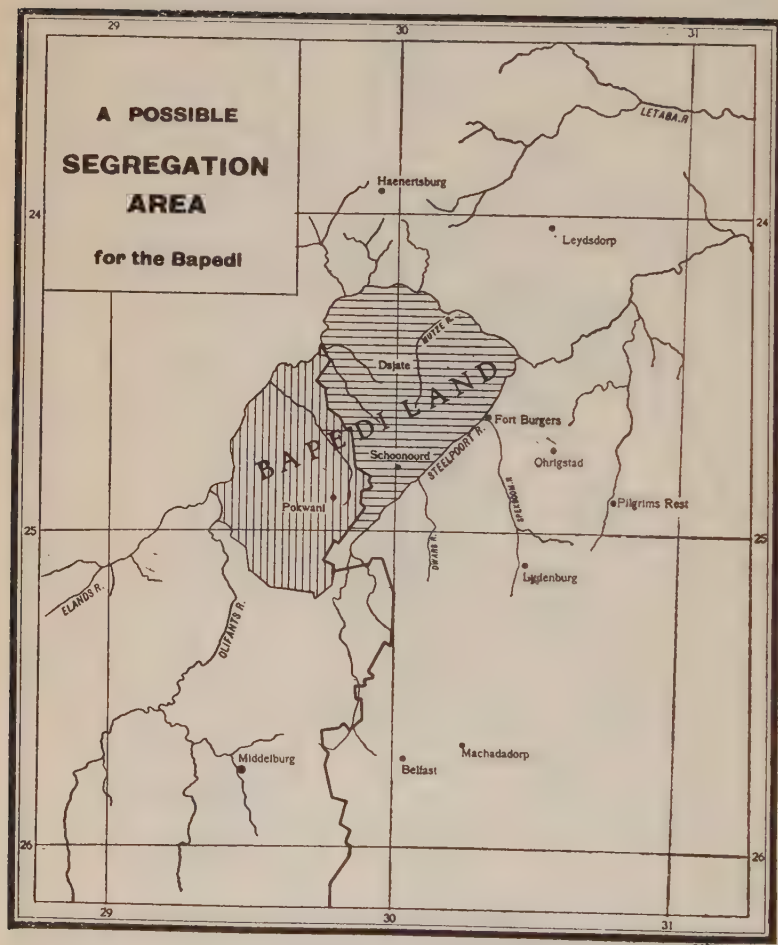 29
30
31
A POSSIBLE
SEGREGATION
AREA
for the Bapedi
LETABA.R
Haenertsburg
24
24
Leydsdorp
Dsjate
BAPEDI LAND
Fort Burgers
Schoonoord
STEELPOORT R.
Ohrigstad
Pokwani
SPEKBOOM.R
Pilgrims Rest
25
25
DWARS R.
Lydenburg
ELANDS R.
OLIFANTS R.
Middelburg
Machadadorp
Belfast
26
26
29
30
31